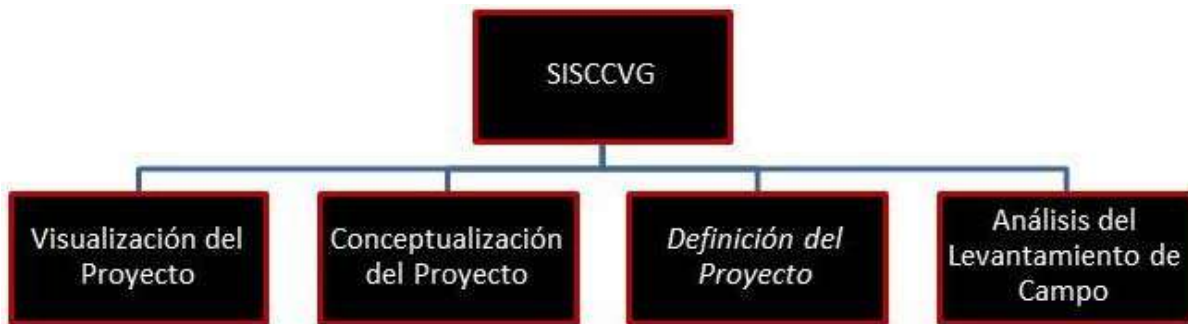 SISCCVG
Visualización del
Proyecto
Conceptualización
del Proyecto
Definición del
Proyecto
Análisis del
Levantamiento de
Campo